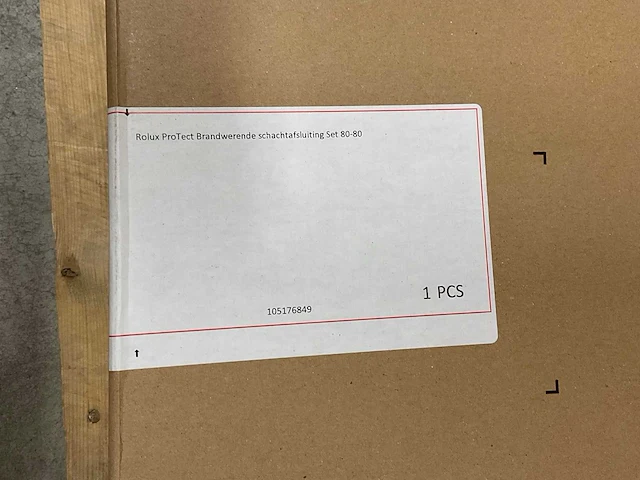 Rolux ProTect Brandwerende schachtafsluiting Set 80-80
1 PCS
105176849